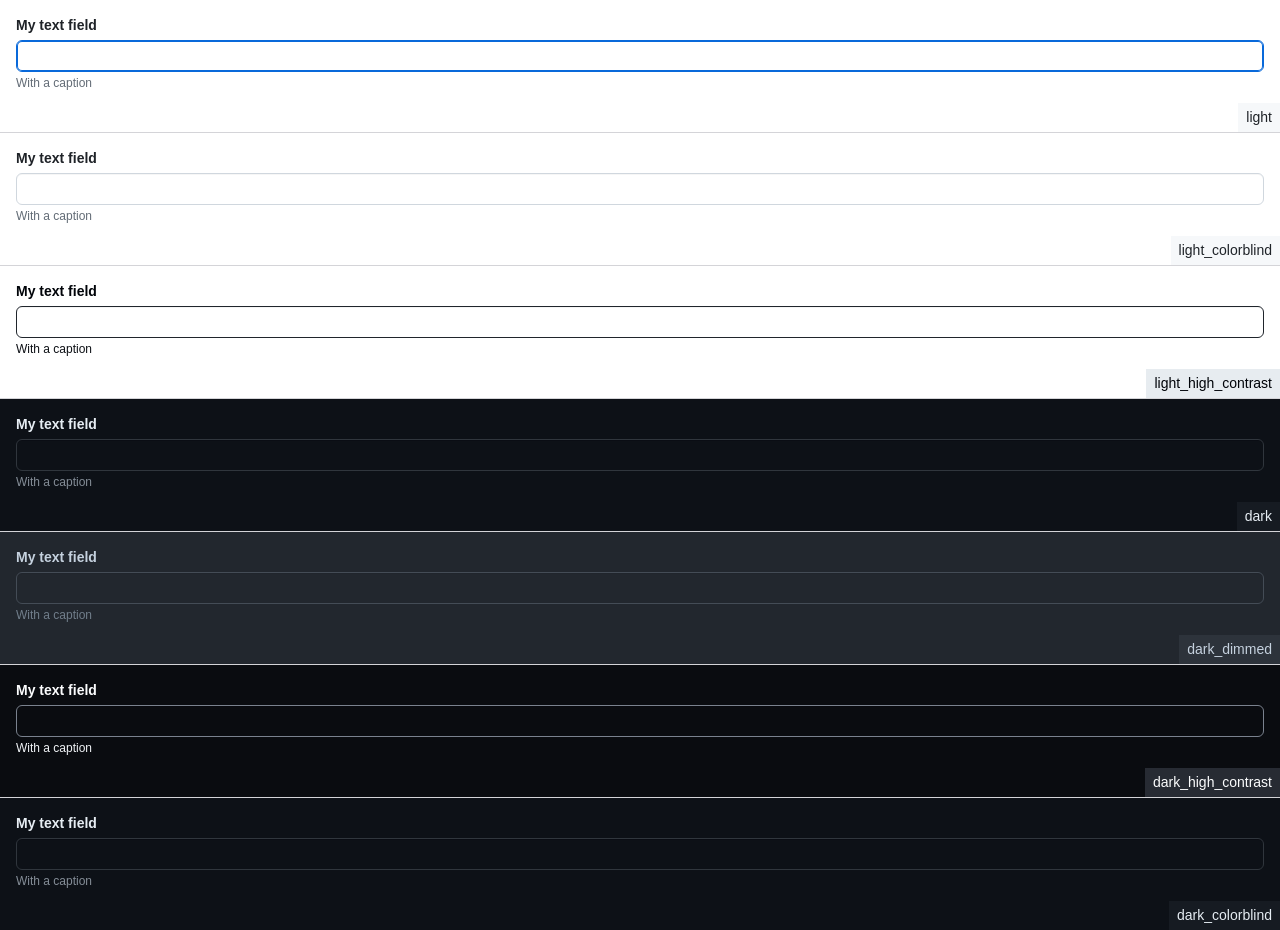 My text field
With a caption
light
My text field
With a caption
light_colorblind
My text field
With a caption
light_high_contrast
My text field
With a caption
dark
My text field
With a caption
dark_dimmed
My text field
With a caption
dark_high_contrast
My text field
With a caption
dark_colorblind